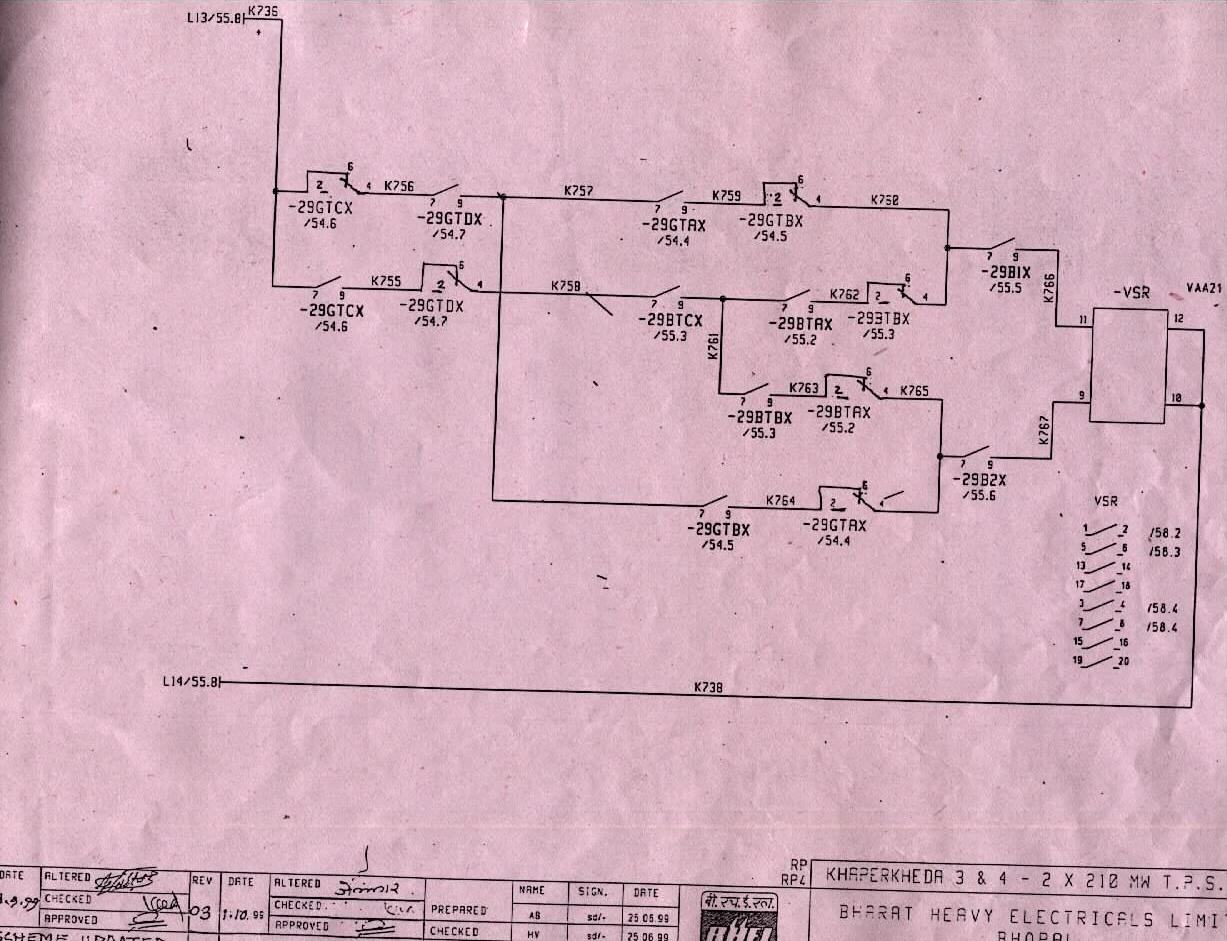 L13/55.8 K736
6
2 4 K756
-29GTCX
/54.6
7 9
-29GTDX
/54.7
K757
7 9 K759
-29GTAX
/54.4
6
2 4
-29GTBX
/54.5
K760
7 9
-29GTCX
/54.6
K755
6
2 4
-29GTDX
/54.7
K758
7 9
-29BTCX
/55.3
K761
7 9 K762
-29BTAX
/55.2
6
2 4
-29BTBX
/55.3
7 9
-29B1X
/55.5
K766
-VSR
VAA21
11 12
9 10
7 9 K763
-29BTBX
/55.3
6
2 4 K765
-29BTAX
/55.2
7 9
-29B2X
/55.6
K767
7 9 K764
-29GTBX
/54.5
6
2 4
-29GTAX
/54.4
VSR
1 2 /58.2
5 6 /58.3
13 14
17 18
3 4 /58.4
7 8 /58.4
15 16
19 20
L14/55.8 K738
DATE ALTERED
CHECKED
APPROVED
SCHEME UPDATED
REV DATE ALTERED
03 1.10.99 CHECKED
APPROVED
NAME SIGN. DATE
PREPARED AB sd/- 25 06 99
CHECKED HV sd/- 25 06 99
बी.एच.ई.एल.
RP
RP4
KHAPERKHEDA 3 & 4 - 2 X 210 MW T.P.S.
BHARAT HEAVY ELECTRICALS LIMI
BHOPAL